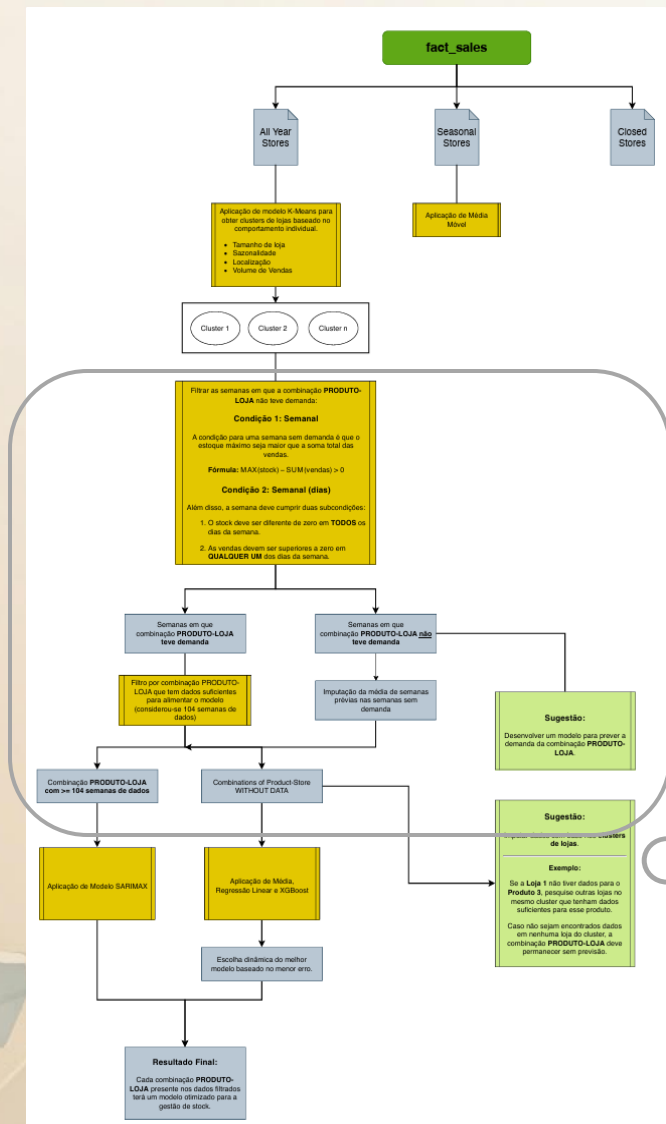 fact_sales
All Year
Stores
Seasonal
Stores
Closed
Stores
Aplicação de modelo K-Means para
obter clusters de lojas baseado no
comportamento individual.
• Tamanho de loja
• Sazonalidade
• Localização
• Volume de Vendas
Aplicação de Média
Móvel
Cluster 1
Cluster 2
Cluster n
Filtrar as semanas em que a combinação PRODUTO-
LOJA não teve demanda:
Condição 1: Semanal
A condição para uma semana sem demanda é que o
estoque máximo seja maior que a soma total das
vendas.
Fórmula: MAX(stock) – SUM(vendas) > 0
Condição 2: Semanal (dias)
Além disso, a semana deve cumprir duas subcondições:
1. O stock deve ser diferente de zero em TODOS os
dias da semana.
2. As vendas devem ser superiores a zero em
QUALQUER UM dos dias da semana.
Semanas em que
combinação PRODUTO-LOJA
teve demanda
Semanas em que
combinação PRODUTO-LOJA não
teve demanda
Filtro por combinação PRODUTO-
LOJA que tem dados suficientes
para alimentar o modelo
(considerou-se 104 semanas de
dados)
Imputação da média de semanas
prévias nas semanas sem
demanda
Sugestão:
Desenvolver um modelo para prever a
demanda da combinação PRODUTO-
LOJA.
Combinação PRODUTO-LOJA
com >= 104 semanas de dados
Combinations of Product-Store
WITHOUT DATA
Sugestão:
clusters
de lojas.
Exemplo:
Se a Loja 1 não tiver dados para o
Produto 3, pesquise outras lojas no
mesmo cluster que tenham dados
suficientes para esse produto.
Caso não sejam encontrados dados
em nenhuma loja do cluster, a
combinação PRODUTO-LOJA deve
permanecer sem previsão.
Aplicação de Modelo SARIMAX
Aplicação de Média,
Regressão Linear e XGBoost
Escolha dinâmica do melhor
modelo baseado no menor erro.
Resultado Final:
Cada combinação PRODUTO-
LOJA presente nos dados filtrados
terá um modelo otimizado para a
gestão de stock.